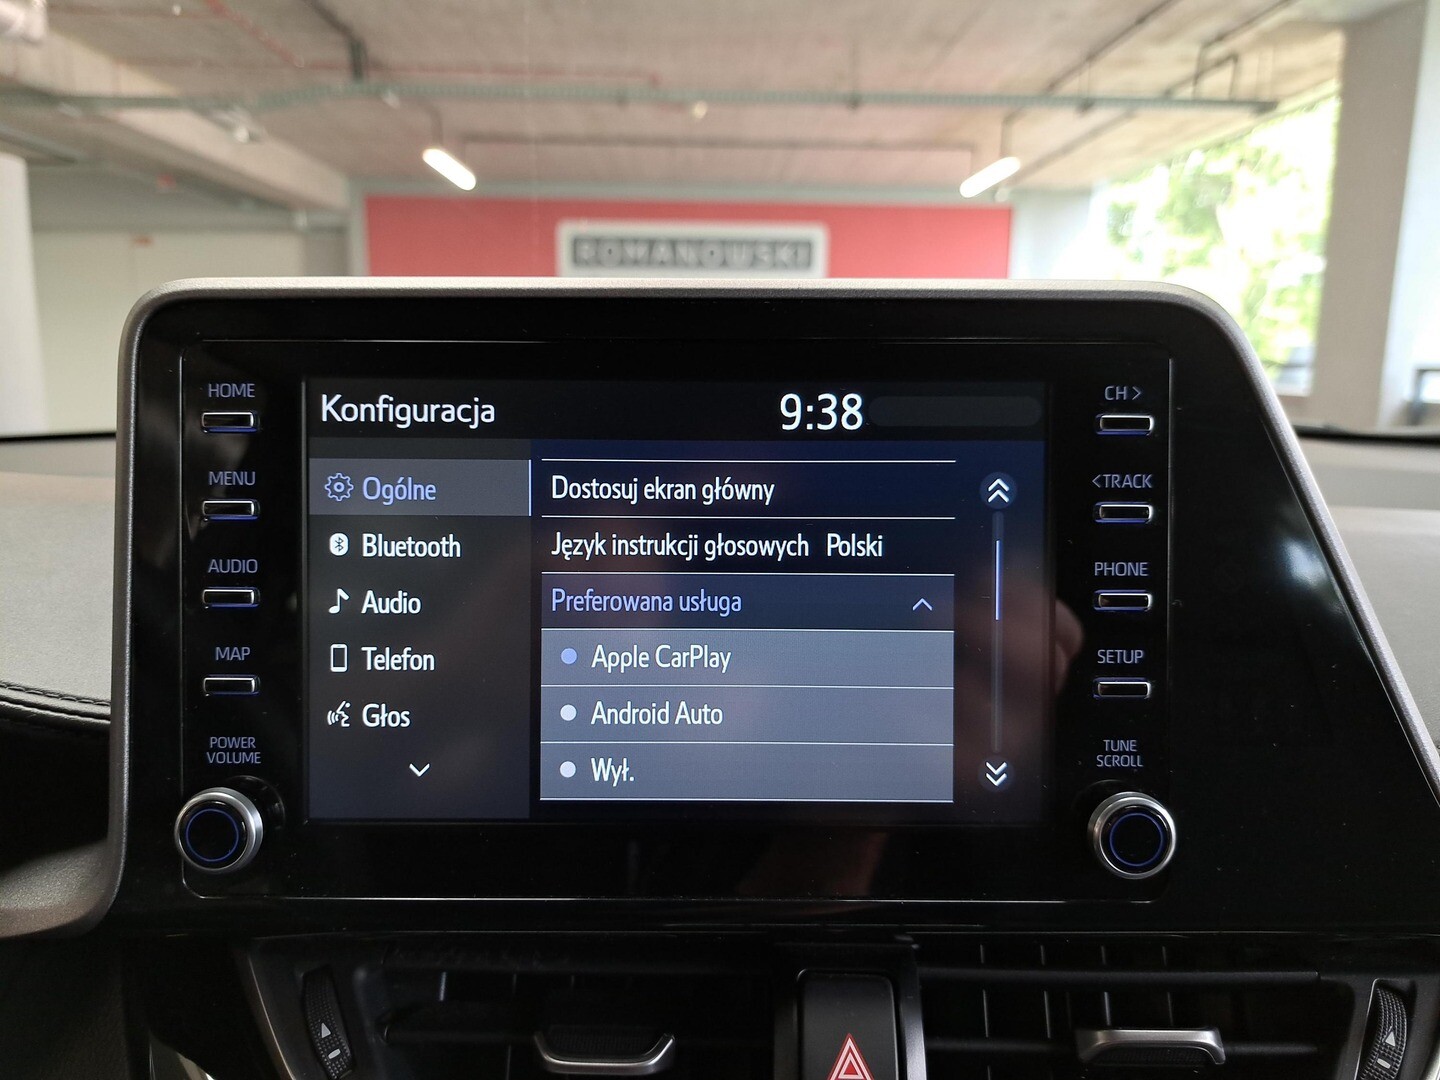 ROMANOWSKI
HOME
MENU
AUDIO
MAP
POWER
VOLUME
Konfiguracja
9:38
Ogólne
Bluetooth
Audio
Telefon
Głos
Dostosuj ekran główny
Język instrukcji głosowych Polski
Preferowana usługa
Apple CarPlay
Android Auto
Wył.
CH >
<TRACK
PHONE
SETUP
TUNE
SCROLL